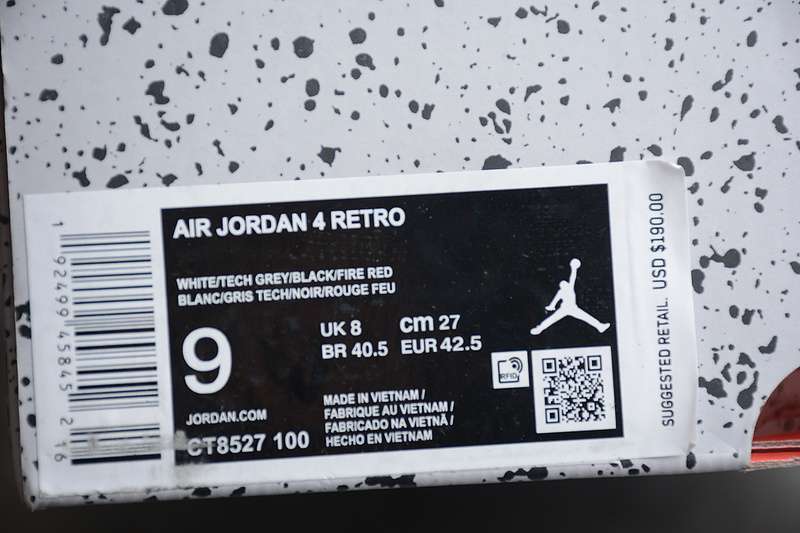 AIR JORDAN 4 RETRO
WHITE/TECH GREY/BLACK/FIRE RED
BLANC/GRIS TECH/NOIR/ROUGE FEU
9
UK 8 cm 27
BR 40.5 EUR 42.5
JORDAN.COM
CT8527 100
MADE IN VIETNAM /
FABRIQUE AU VIETNAM /
FABRICADO NA VIETNÃ /
HECHO EN VIETNAM
RFID
SUGGESTED RETAIL. USD $190.00
1 92499 45845 2 16